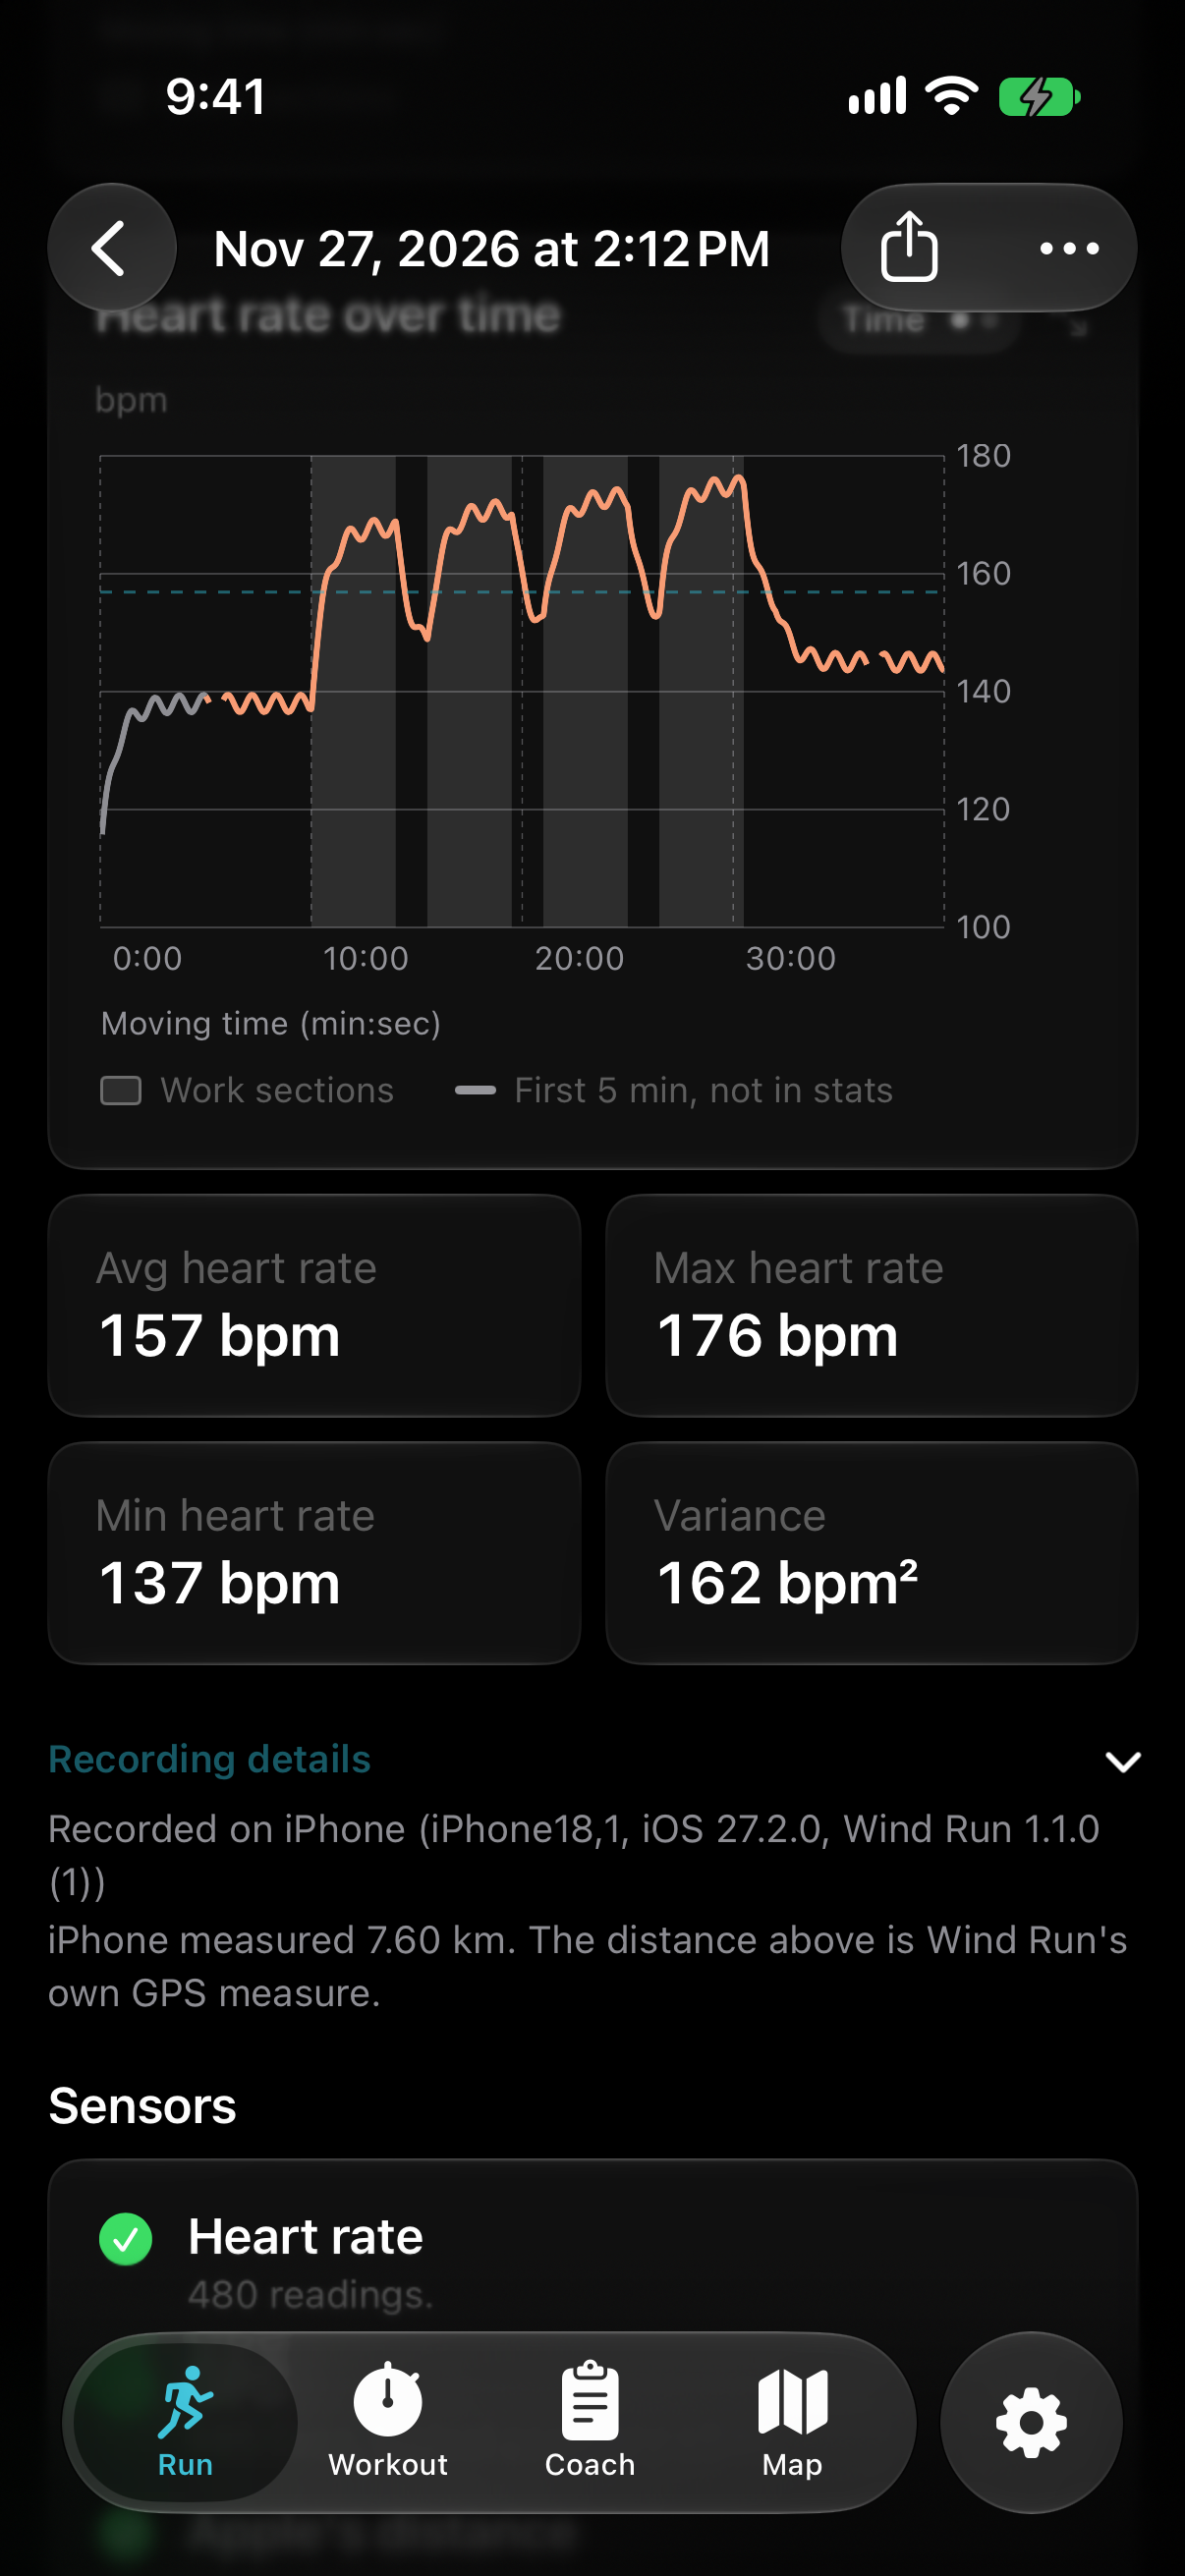 9:41
Nov 27, 2026 at 2:12 PM
Heart rate over time
Time
bpm
180
160
140
120
100
0:00 10:00 20:00 30:00
Moving time (min:sec)
Work sections First 5 min, not in stats
Avg heart rate
157 bpm
Max heart rate
176 bpm
Min heart rate
137 bpm
Variance
162 bpm²
Recording details
Recorded on iPhone (iPhone18,1, iOS 27.2.0, Wind Run 1.1.0
(1))
iPhone measured 7.60 km. The distance above is Wind Run's
own GPS measure.
Sensors
Heart rate
480 readings.
Run Workout Coach Map
Apple's distance